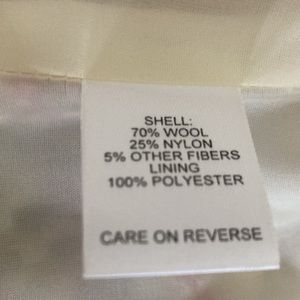 SHELL:
70% WOOL
25% NYLON
5% OTHER FIBERS
LINING
100% POLYESTER
CARE ON REVERSE